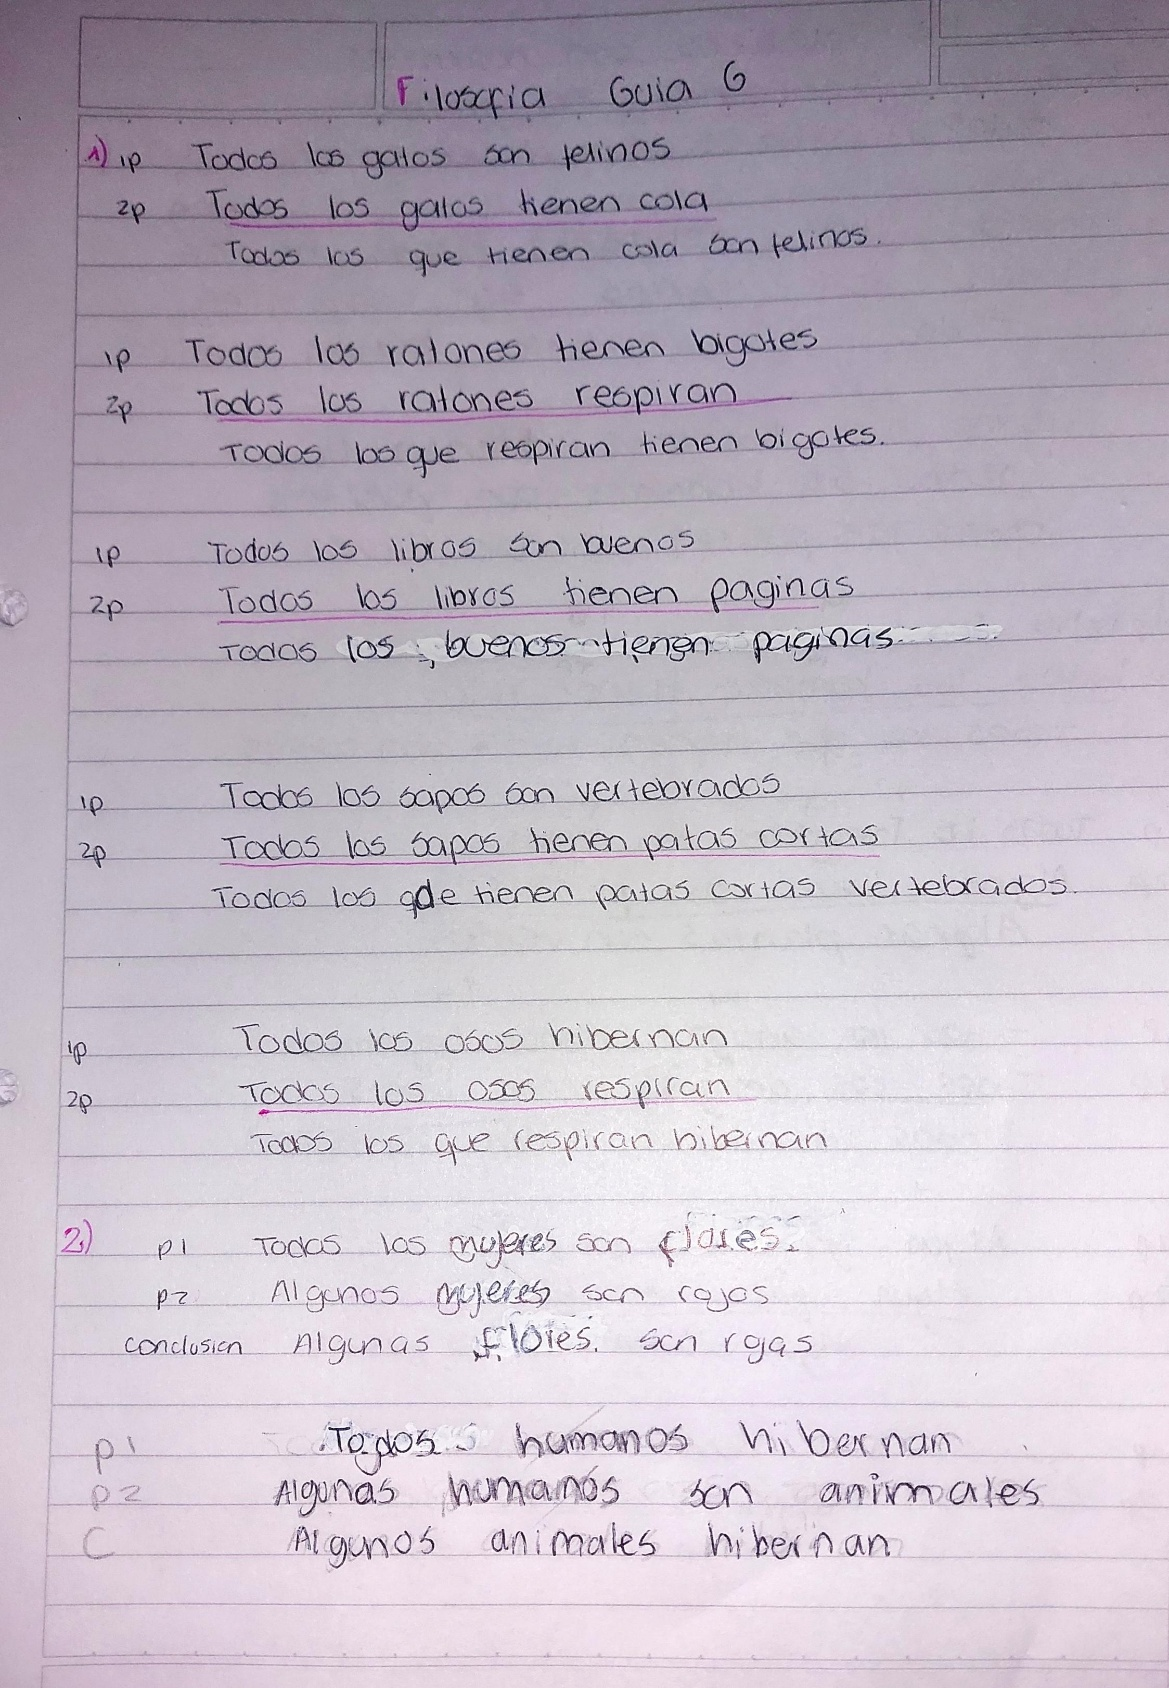 Filosofia Guia 6
1) 1p Todos los gatos son felinos
2p Todos los gatos tienen cola
Todos los que tienen cola son felinos.
1p Todos los ratones tienen bigotes
2p Todos los ratones respiran
Todos los que respiran tienen bigotes.
1p Todos los libros son buenos
2p Todos los libros tienen paginas
Todos los buenos tienen paginas
1p Todos los sapos son vertebrados
2p Todos los sapos tienen patas cortas
Todos los que tienen patas cortas vertebrados.
1p Todos los osos hibernan
2p Todos los osos respiran
Todos los que respiran hibernan
2) p1 Todas las mujeres son flores.
p2 Algunos mujeres son rojas
conclusion Algunas flores. son rojas
p1 Todos humanos hibernan
p2 Algunas humanos son animales
C Algunos animales hibernan